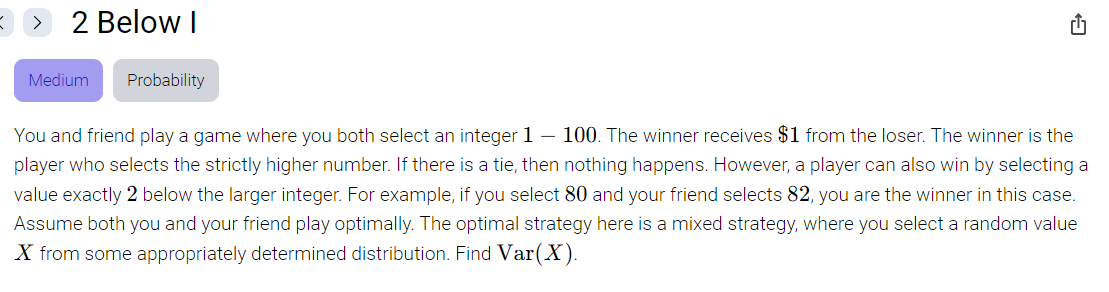 2 Below I
Medium Probability
You and friend play a game where you both select an integer 1 − 100. The winner receives $1 from the loser. The winner is the
player who selects the strictly higher number. If there is a tie, then nothing happens. However, a player can also win by selecting a
value exactly 2 below the larger integer. For example, if you select 80 and your friend selects 82, you are the winner in this case.
Assume both you and your friend play optimally. The optimal strategy here is a mixed strategy, where you select a random value
X from some appropriately determined distribution. Find Var(X).